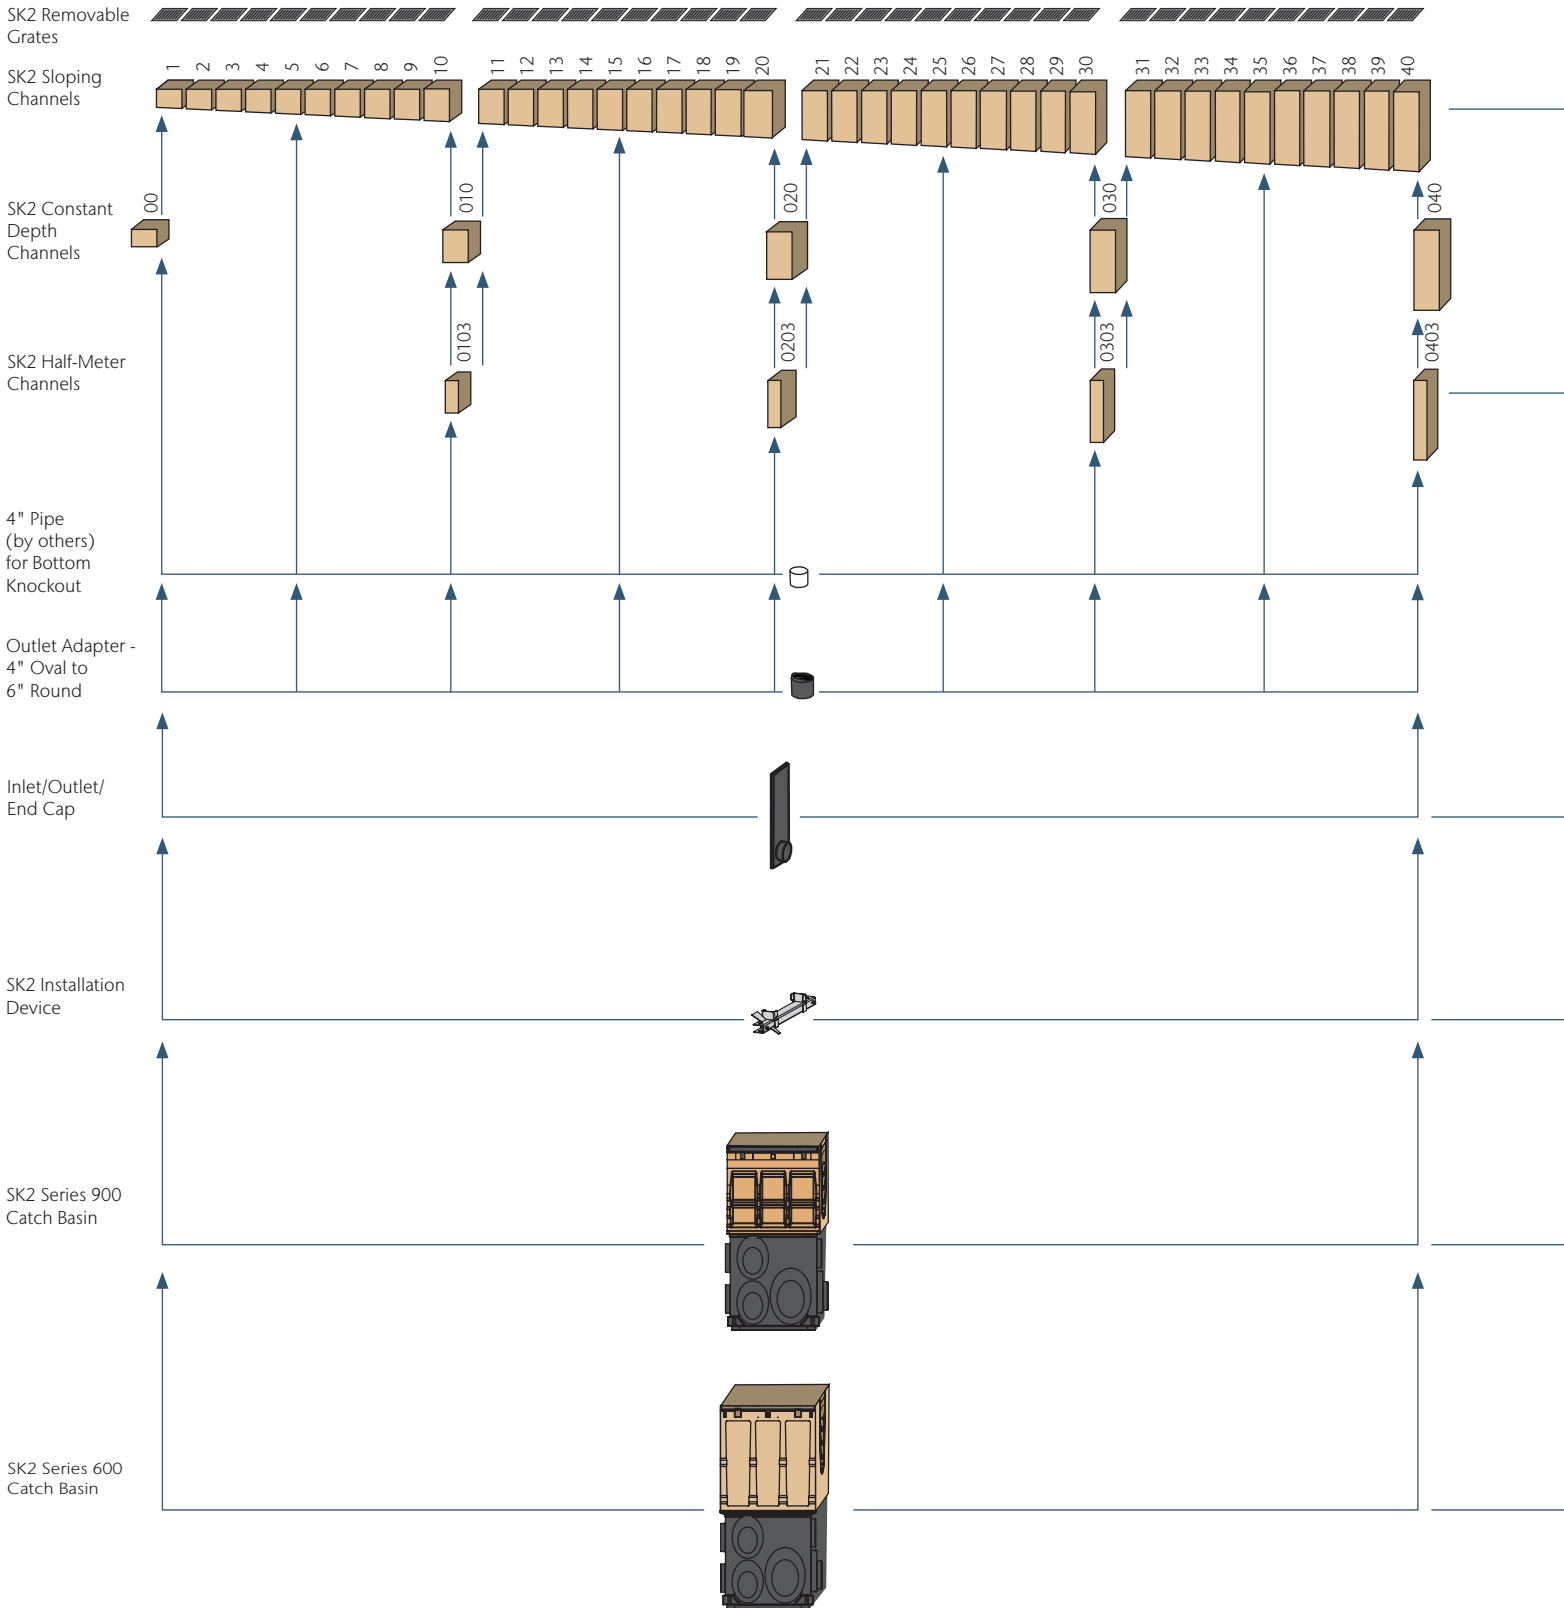 SK2 Removable
Grates
SK2 Sloping
Channels
1 2 3 4 5 6 7 8 9 10 11 12 13 14 15 16 17 18 19 20 21 22 23 24 25 26 27 28 29 30 31 32 33 34 35 36 37 38 39 40
SK2 Constant
Depth
Channels
00 010 020 030 040
SK2 Half-Meter
Channels
0103 0203 0303 0403
4" Pipe
(by others)
for Bottom
Knockout
Outlet Adapter -
4" Oval to
6" Round
Inlet/Outlet/
End Cap
SK2 Installation
Device
SK2 Series 900
Catch Basin
SK2 Series 600
Catch Basin